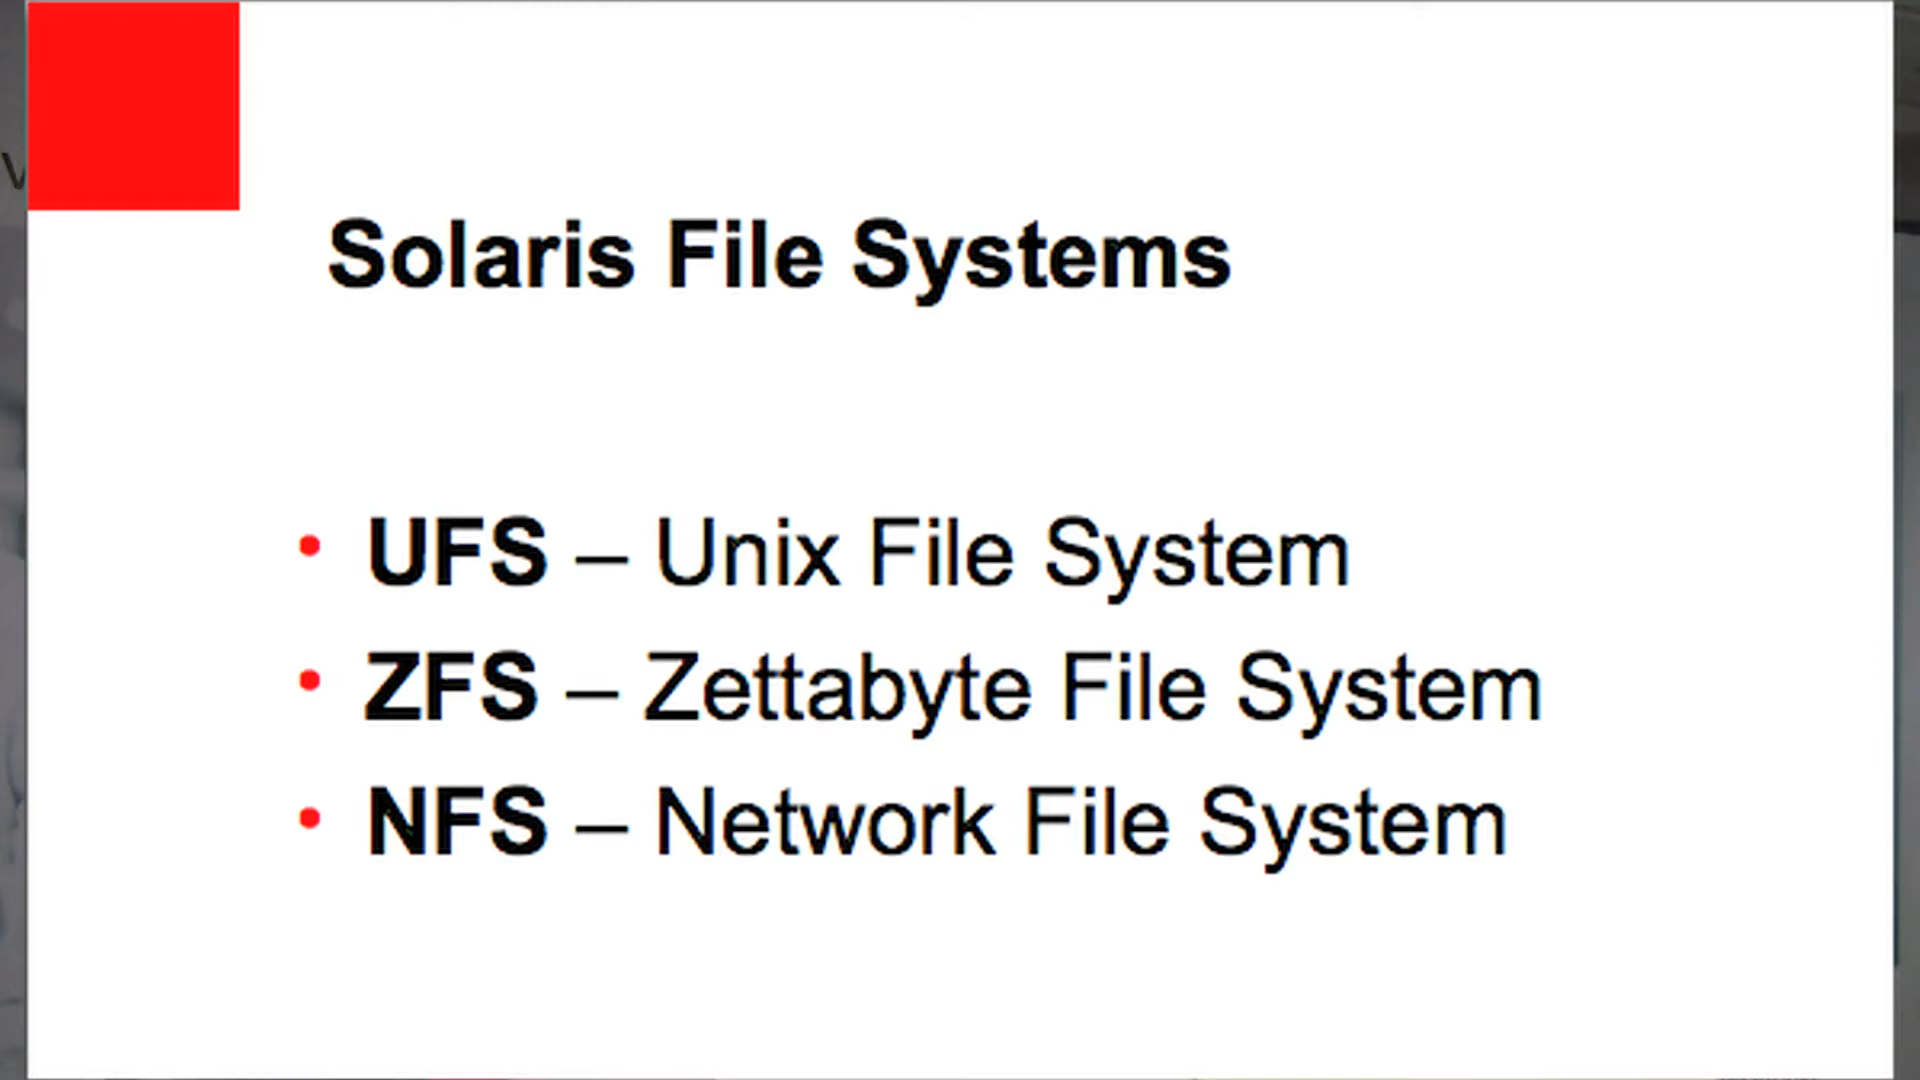 Solaris File Systems
• UFS – Unix File System
• ZFS – Zettabyte File System
• NFS – Network File System